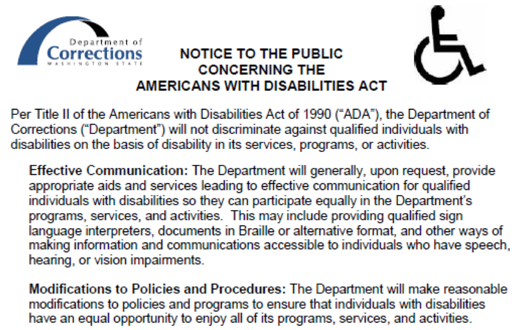 Department of
Corrections
WASHINGTON STATE
NOTICE TO THE PUBLIC
CONCERNING THE
AMERICANS WITH DISABILITIES ACT
Per Title II of the Americans with Disabilities Act of 1990 (“ADA”), the Department of
Corrections (“Department”) will not discriminate against qualified individuals with
disabilities on the basis of disability in its services, programs, or activities.
Effective Communication: The Department will generally, upon request, provide
appropriate aids and services leading to effective communication for qualified
individuals with disabilities so they can participate equally in the Department’s
programs, services, and activities. This may include providing qualified sign
language interpreters, documents in Braille or alternative format, and other ways of
making information and communications accessible to individuals who have speech,
hearing, or vision impairments.
Modifications to Policies and Procedures: The Department will make reasonable
modifications to policies and programs to ensure that individuals with disabilities
have an equal opportunity to enjoy all of its programs, services, and activities.